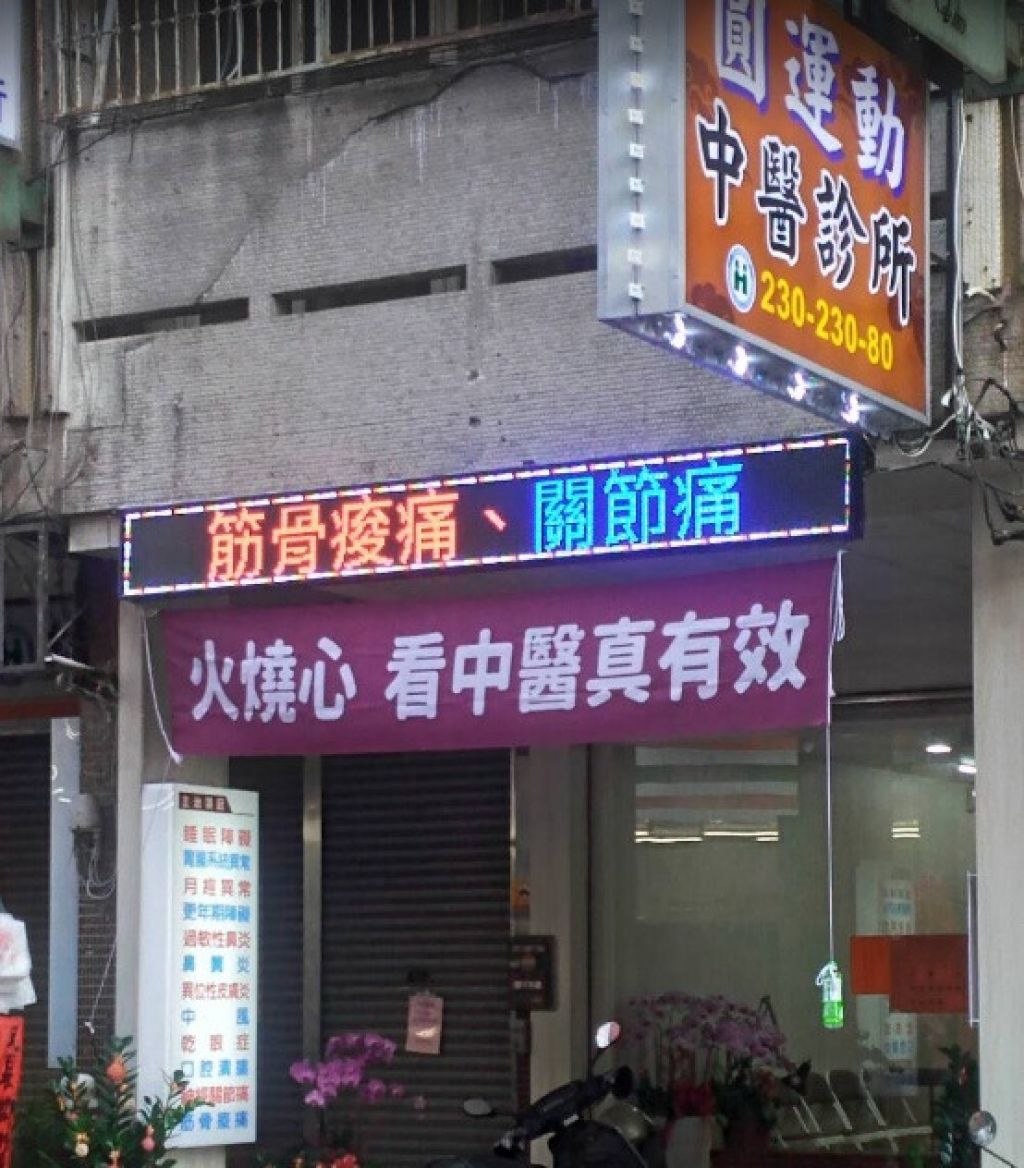 圓運動
中醫診所
230-230-80
筋骨痠痛、關節痛
火燒心 看中醫真有效
睡眠障礙
胃腸系統異常
月經異常
更年期障礙
過敏性鼻炎
鼻竇炎
異位性皮膚炎
中風
乾眼症
口腔潰瘍
筋骨痠痛